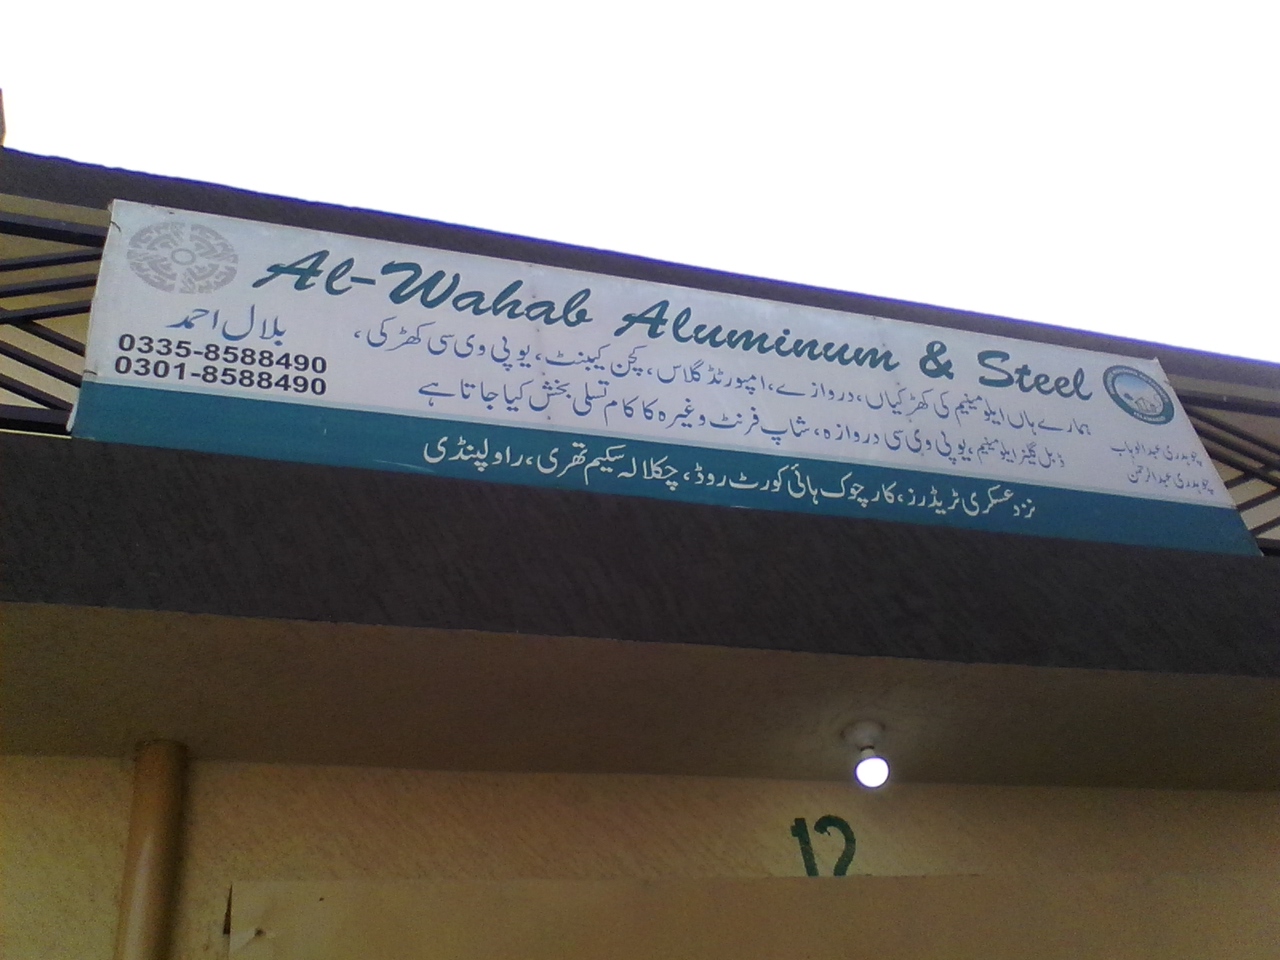 Al-Wahab Aluminum & Steel
بلال احمد
0335-8588490
0301-8588490
ہمارے ہاں ایلومینیم کی کھڑکیاں، دروازے، امپورٹڈ گلاس، کچن کیبنٹ، یو پی وی سی کھڑکی،
ڈبل گلیز ایلومینیم، یو پی وی سی دروازہ، شاپ فرنٹ وغیرہ کا کام تسلی بخش کیا جاتا ہے
چوہدری عبدالوہاب
چوہدری عبدالرحمن
نزد عسکری ٹریڈرز، کار چوک ہائی کورٹ روڈ، چکلالہ سکیم تھری، راولپنڈی
12